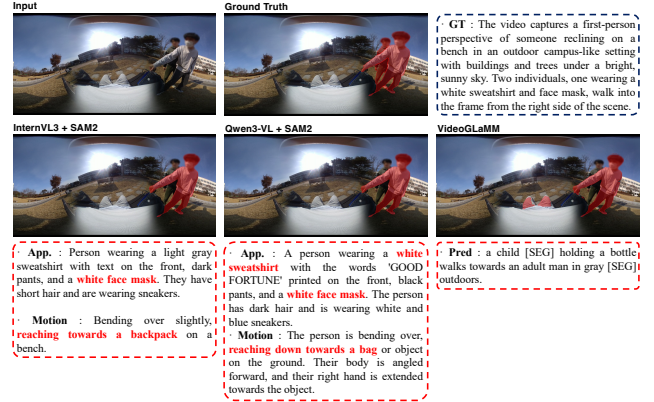 Input
Ground Truth
· GT : The video captures a first-person
perspective of someone reclining on a
bench in an outdoor campus-like setting
with buildings and trees under a bright,
sunny sky. Two individuals, one wearing a
white sweatshirt and face mask, walk into
the frame from the right side of the scene.
InternVL3 + SAM2
Qwen3-VL + SAM2
VideoGLaMM
· App. : Person wearing a light gray
sweatshirt with text on the front, dark
pants, and a white face mask. They have
short hair and are wearing sneakers.
· Motion : Bending over slightly,
reaching towards a backpack on a
bench.
· App. : A person wearing a white
sweatshirt with the words 'GOOD
FORTUNE' printed on the front, black
pants, and a white face mask. The person
has dark hair and is wearing white and
blue sneakers.
· Motion : The person is bending over,
reaching down towards a bag or object
on the ground. Their body is angled
forward, and their right hand is extended
towards the object.
· Pred : a child [SEG] holding a bottle
walks towards an adult man in gray [SEG]
outdoors.